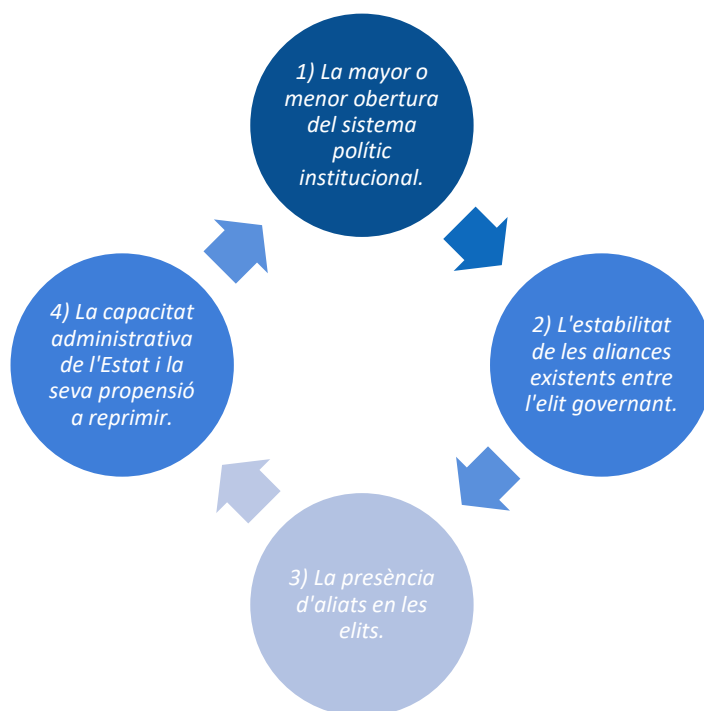 1) La mayor o
menor obertura
del sistema
polític
institucional.
2) L'estabilitat
de les aliances
existents entre
l'elit governant.
3) La presència
d'aliats en les
elits.
4) La capacitat
administrativa
de l'Estat i la
seva propensió
a reprimir.